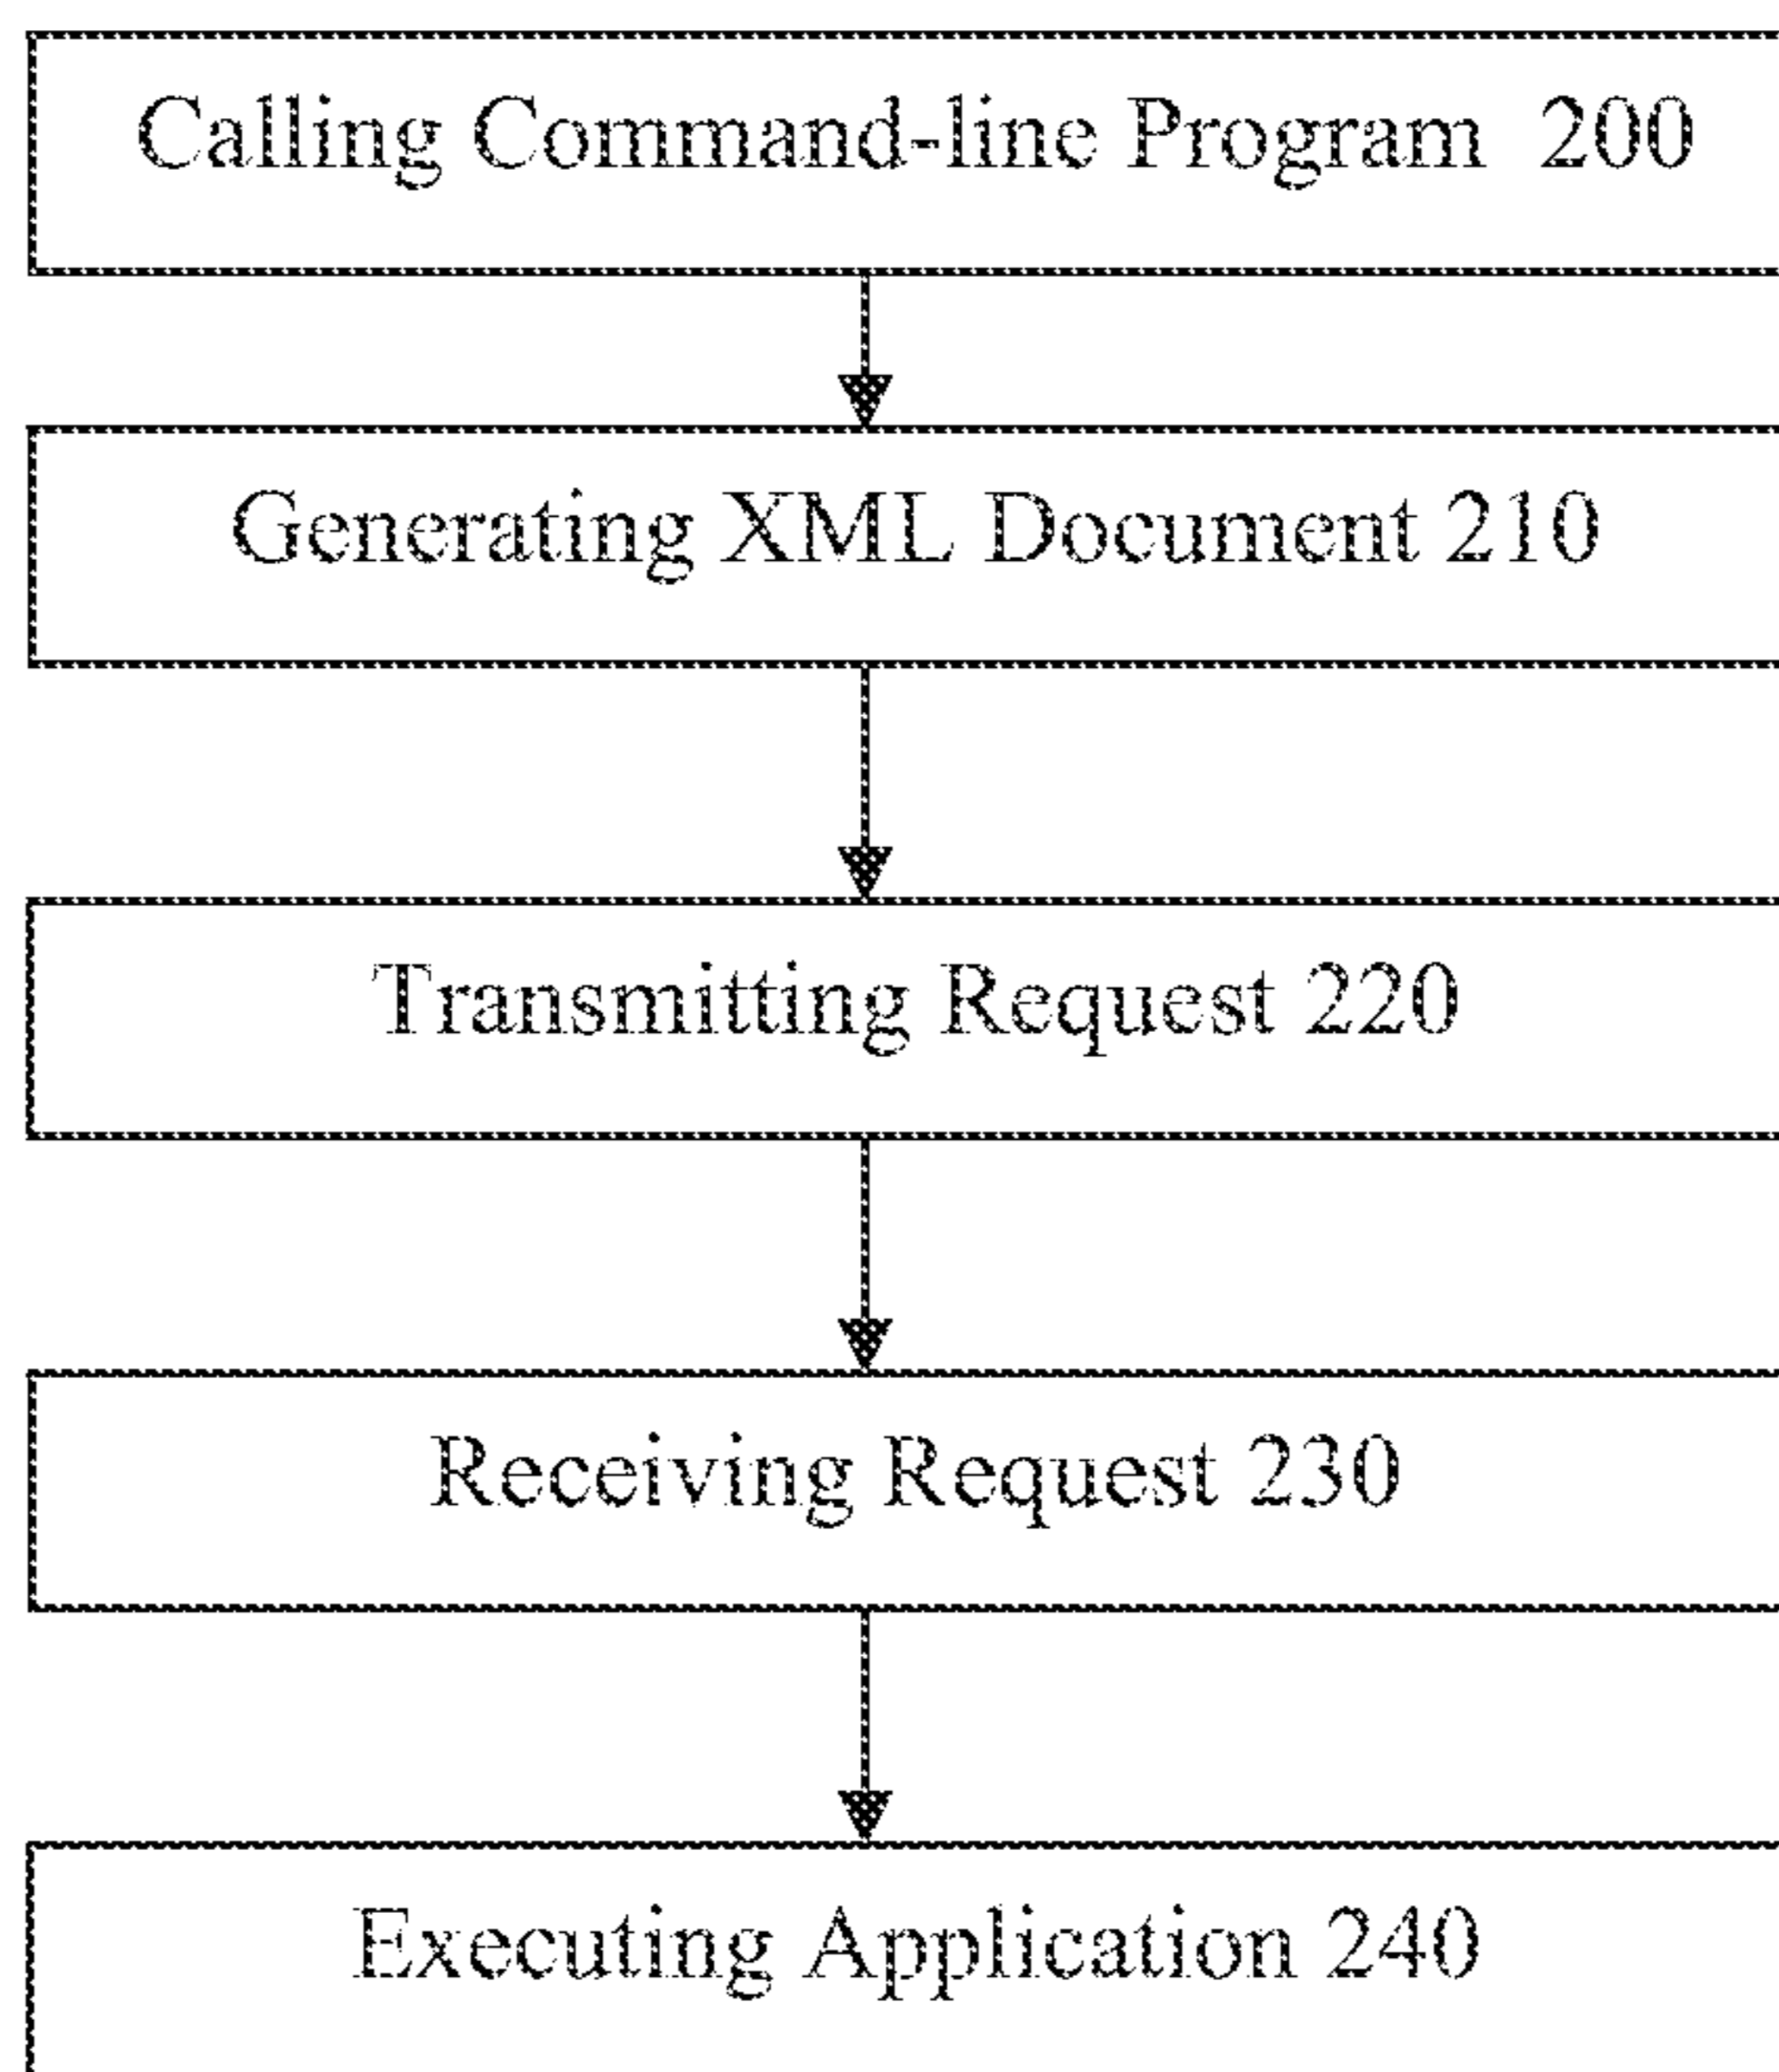 Calling Command-line Program 200
Generating XML Document 210
Transmitting Request 220
Receiving Request 230
Executing Application 240